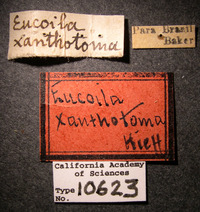 Eucoila
xanthotoma
Para Brazil
Baker
Eucoila
xanthotoma
Kieff
California Academy
of Sciences
Type
No. 10623